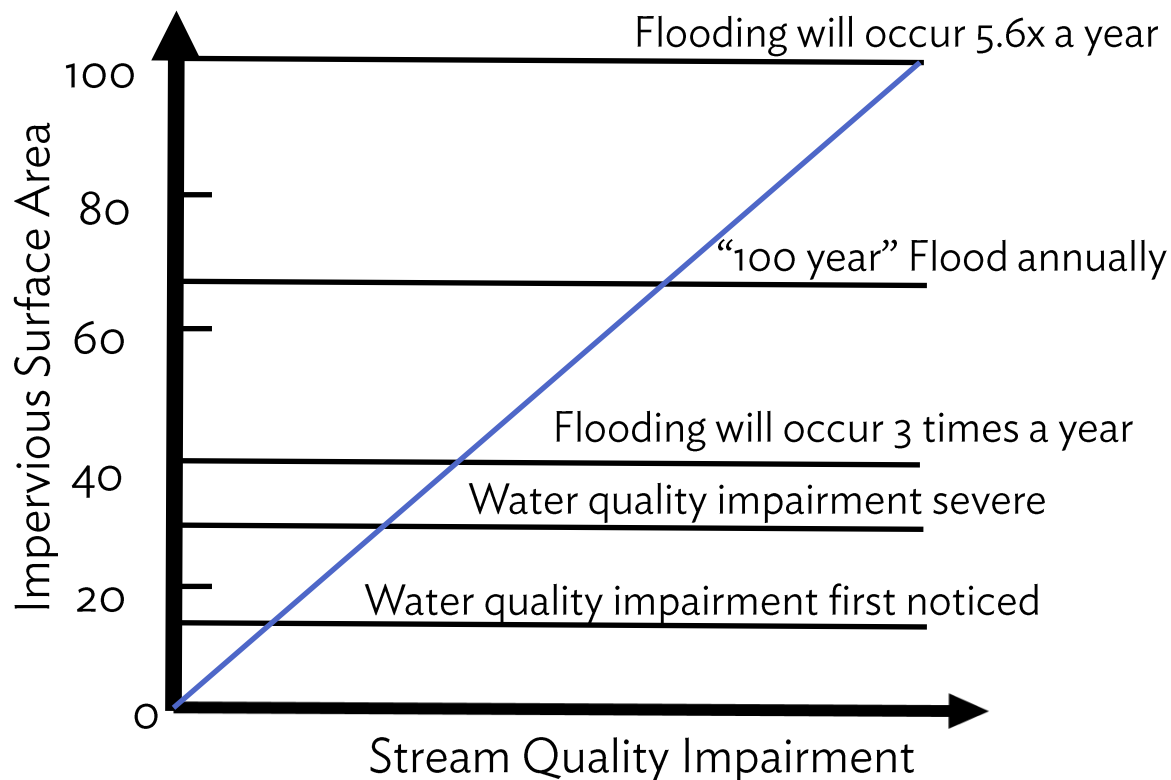 Flooding will occur 5.6x a year
100
80
“100 year” Flood annually
60
Flooding will occur 3 times a year
40
Water quality impairment severe
20
Water quality impairment first noticed
0
Impervious Surface Area
Stream Quality Impairment